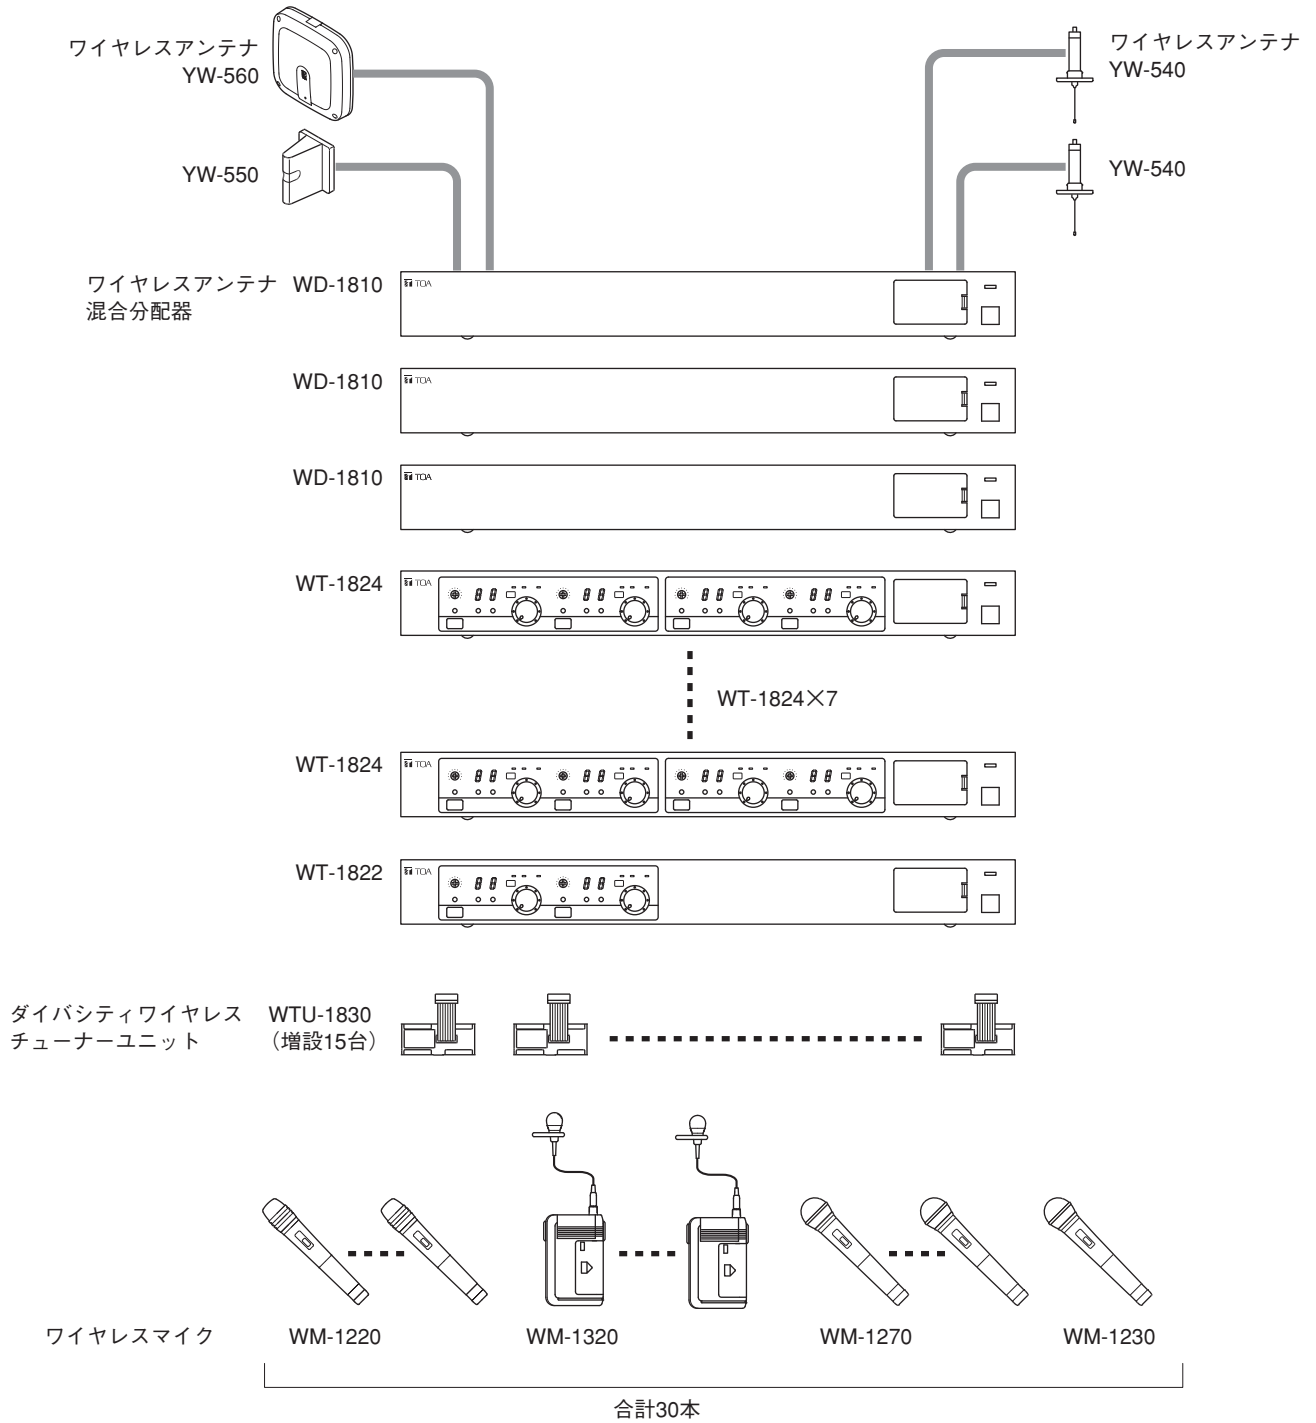 ワイヤレスアンテナ
YW-560
ワイヤレスアンテナ
YW-540
YW-550
YW-540
ワイヤレスアンテナ WD-1810
混合分配器
TOA
WD-1810
TOA
WD-1810
TOA
WT-1824
TOA
WT-1824×7
WT-1824
TOA
WT-1822
TOA
ダイバシティワイヤレス WTU-1830
チューナーユニット （増設15台）
ワイヤレスマイク WM-1220 WM-1320 WM-1270 WM-1230
合計30本